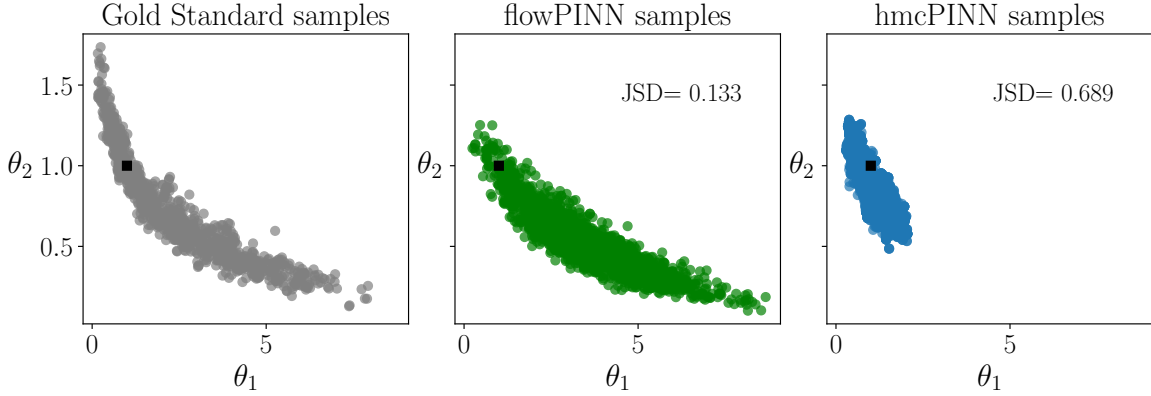 Gold Standard samples
1.5
1.0
0.5
θ₂
0
5
θ₁
flowPINN samples
JSD= 0.133
θ₂
0
5
θ₁
hmcPINN samples
JSD= 0.689
θ₂
0
5
θ₁